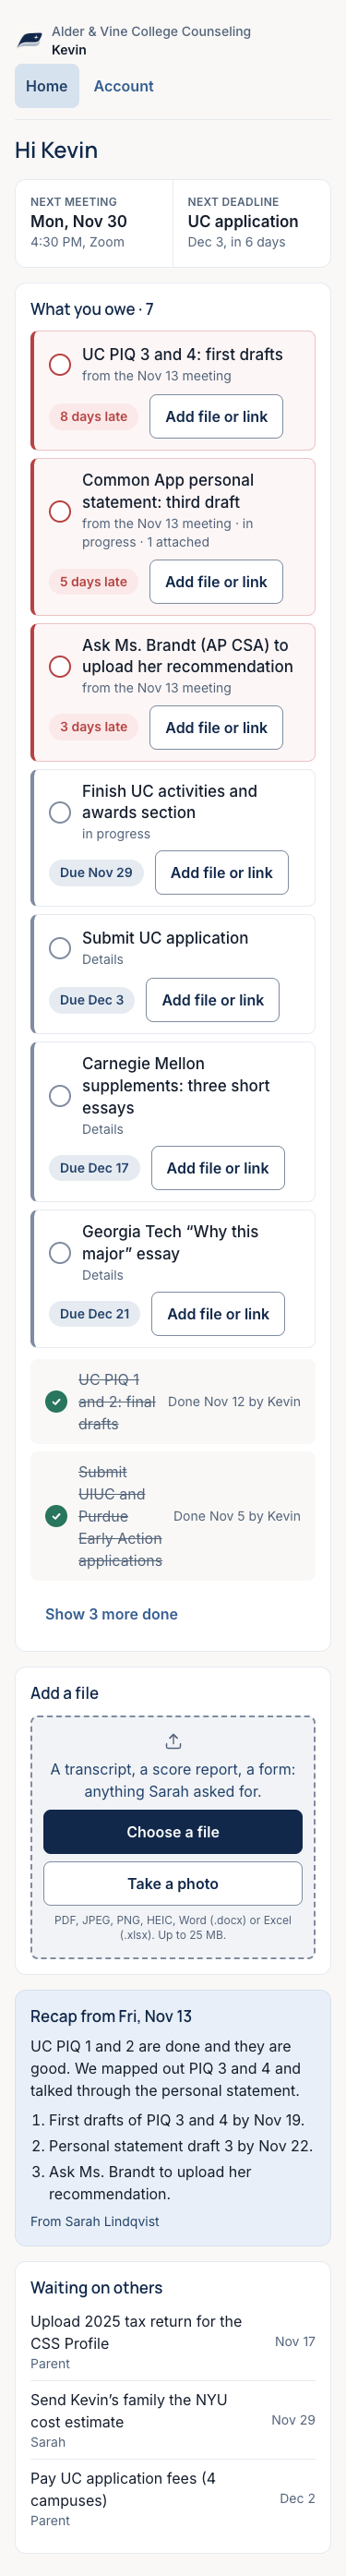 Alder & Vine College Counseling
Kevin
Home
Account
Hi Kevin
NEXT MEETING
Mon, Nov 30
4:30 PM, Zoom
NEXT DEADLINE
UC application
Dec 3, in 6 days
What you owe · 7
UC PIQ 3 and 4: first drafts
from the Nov 13 meeting
8 days late
Add file or link
Common App personal
statement: third draft
from the Nov 13 meeting · in
progress · 1 attached
5 days late
Add file or link
Ask Ms. Brandt (AP CSA) to
upload her recommendation
from the Nov 13 meeting
3 days late
Add file or link
Finish UC activities and
awards section
in progress
Due Nov 29
Add file or link
Submit UC application
Details
Due Dec 3
Add file or link
Carnegie Mellon
supplements: three short
essays
Details
Due Dec 17
Add file or link
Georgia Tech “Why this
major” essay
Details
Due Dec 21
Add file or link
UC PIQ 1
and 2: final
drafts
Done Nov 12 by Kevin
Submit
UIUC and
Purdue
Early Action
applications
Done Nov 5 by Kevin
Show 3 more done
Add a file
A transcript, a score report, a form:
anything Sarah asked for.
Choose a file
Take a photo
PDF, JPEG, PNG, HEIC, Word (.docx) or Excel
(.xlsx). Up to 25 MB.
Recap from Fri, Nov 13
UC PIQ 1 and 2 are done and they are
good. We mapped out PIQ 3 and 4 and
talked through the personal statement.
1. First drafts of PIQ 3 and 4 by Nov 19.
2. Personal statement draft 3 by Nov 22.
3. Ask Ms. Brandt to upload her
recommendation.
From Sarah Lindqvist
Waiting on others
Upload 2025 tax return for the
CSS Profile
Parent
Nov 17
Send Kevin’s family the NYU
cost estimate
Sarah
Nov 29
Pay UC application fees (4
campuses)
Parent
Dec 2